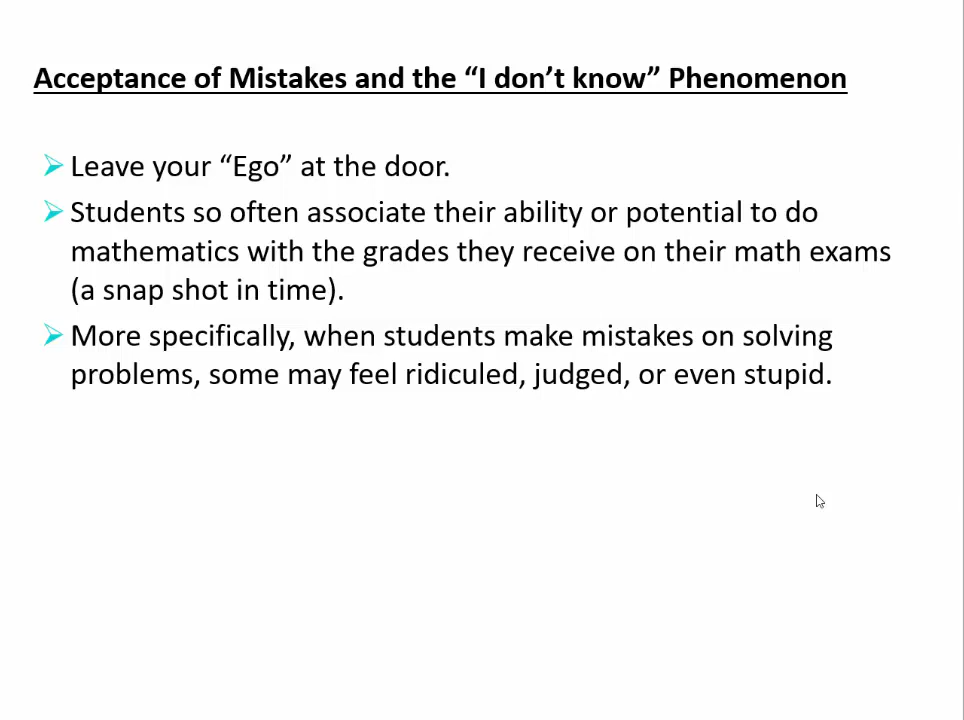 Acceptance of Mistakes and the “I don’t know” Phenomenon
Leave your “Ego” at the door.
Students so often associate their ability or potential to do
mathematics with the grades they receive on their math exams
(a snap shot in time).
More specifically, when students make mistakes on solving
problems, some may feel ridiculed, judged, or even stupid.